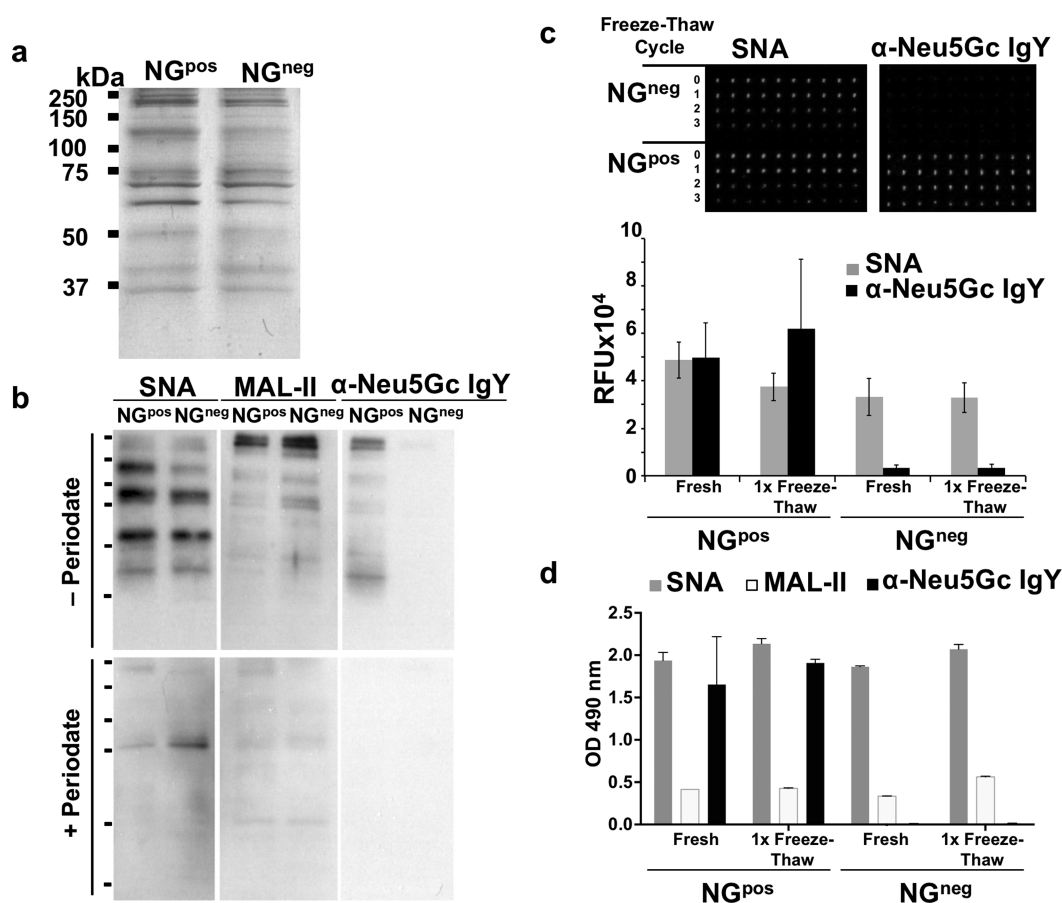 a
kDa
NGpos NGneg
250
150
100
75
50
37
b
SNA MAL-II α-Neu5Gc IgY
NGpos NGneg NGpos NGneg NGpos NGneg
– Periodate
+ Periodate
c
Freeze-Thaw
Cycle
SNA α-Neu5Gc IgY
NGneg
0
1
2
3
NGpos
0
1
2
3
RFUx10⁴
10
8
6
4
2
0
SNA
α-Neu5Gc IgY
Fresh 1x Freeze-
Thaw
Fresh 1x Freeze-
Thaw
NGpos NGneg
d
SNA MAL-II α-Neu5Gc IgY
OD 490 nm
2.5
2.0
1.5
1.0
0.5
0.0
Fresh 1x Freeze-
Thaw
Fresh 1x Freeze-
Thaw
NGpos NGneg